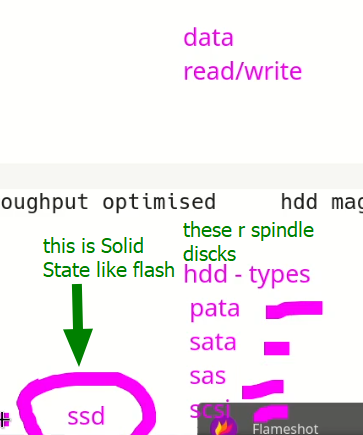 data
read/write
oughput optimised hdd mag
this is Solid
State like flash
these r spindle
discs
hdd - types
pata
sata
sas
scsi
ssd
Flameshot